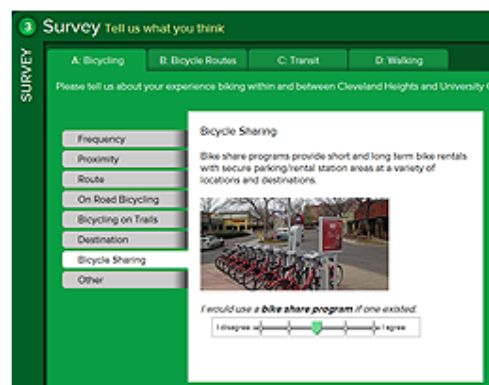 3 Survey Tell us what you think
SURVEY
A: Bicycling B: Bicycle Routes C: Transit D: Walking
Please tell us about your experience biking within and between Cleveland Heights and University
Frequency
Proximity
Route
On Road Bicycling
Bicycling on Trails
Destination
Bicycle Sharing
Other
Bicycle Sharing
Bike share programs provide short and long term bike rentals
with secure parking/rental station areas at a variety of
locations and destinations.
I would use a bike share program if one existed.
I disagree I agree